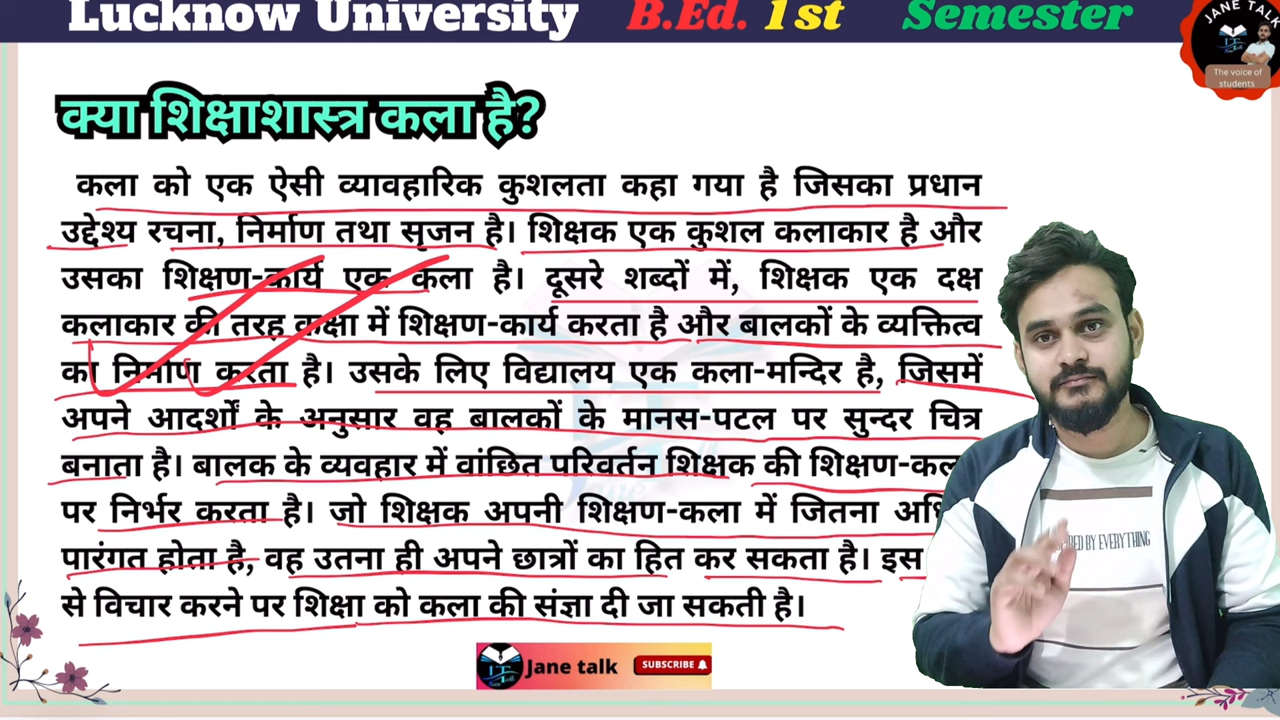 Lucknow University B.Ed. 1st Semester
JANE TALK
The voice of
students
क्या शिक्षाशास्त्र कला है?
कला को एक ऐसी व्यावहारिक कुशलता कहा गया है जिसका प्रधान
उद्देश्य रचना, निर्माण तथा सृजन है। शिक्षक एक कुशल कलाकार है और
उसका शिक्षण-कार्य एक कला है। दूसरे शब्दों में, शिक्षक एक दक्ष
कलाकार की तरह कक्षा में शिक्षण-कार्य करता है और बालकों के व्यक्तित्व
का निर्माण करता है। उसके लिए विद्यालय एक कला-मन्दिर है, जिसमें
अपने आदर्शों के अनुसार वह बालकों के मानस-पटल पर सुन्दर चित्र
बनाता है। बालक के व्यवहार में वांछित परिवर्तन शिक्षक की शिक्षण-कल
पर निर्भर करता है। जो शिक्षक अपनी शिक्षण-कला में जितना
पारंगत होता है, वह उतना ही अपने छात्रों का हित कर सकता है। इस
से विचार करने पर शिक्षा को कला की संज्ञा दी जा सकती है।
BY EVERYTHING
Jane talk SUBSCRIBE